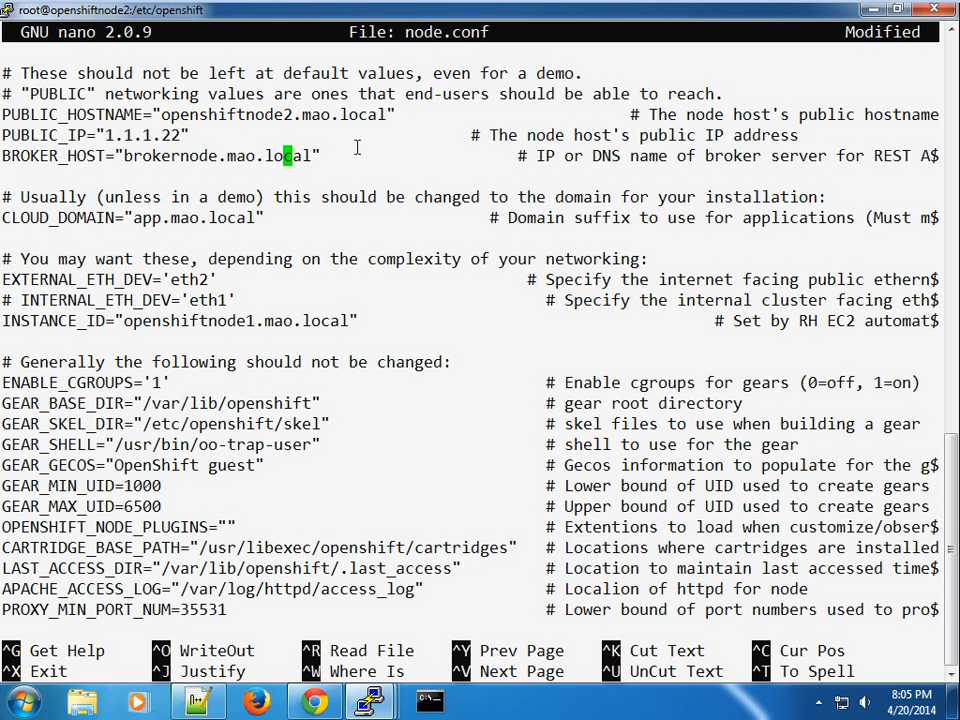 root@openshiftnode2:/etc/openshift
GNU nano 2.0.9 File: node.conf Modified
# These should not be left at default values, even for a demo.
# "PUBLIC" networking values are ones that end-users should be able to reach.
PUBLIC_HOSTNAME="openshiftnode2.mao.local" # The node host's public hostname
PUBLIC_IP="1.1.1.22" # The node host's public IP address
BROKER_HOST="brokernode.mao.local" # IP or DNS name of broker server for REST A$
# Usually (unless in a demo) this should be changed to the domain for your installation:
CLOUD_DOMAIN="app.mao.local" # Domain suffix to use for applications (Must m$
# You may want these, depending on the complexity of your networking:
EXTERNAL_ETH_DEV='eth2' # Specify the internet facing public ethern$
# INTERNAL_ETH_DEV='eth1' # Specify the internal cluster facing eth$
INSTANCE_ID="openshiftnode1.mao.local" # Set by RH EC2 automat$
# Generally the following should not be changed:
ENABLE_CGROUPS='1' # Enable cgroups for gears (0=off, 1=on)
GEAR_BASE_DIR="/var/lib/openshift" # gear root directory
GEAR_SKEL_DIR="/etc/openshift/skel" # skel files to use when building a gear
GEAR_SHELL="/usr/bin/oo-trap-user" # shell to use for the gear
GEAR_GECOS="OpenShift guest" # Gecos information to populate for the g$
GEAR_MIN_UID=1000 # Lower bound of UID used to create gears
GEAR_MAX_UID=6500 # Upper bound of UID used to create gears
OPENSHIFT_NODE_PLUGINS="" # Extentions to load when customize/obser$
CARTRIDGE_BASE_PATH="/usr/libexec/openshift/cartridges" # Locations where cartridges are installed
LAST_ACCESS_DIR="/var/lib/openshift/.last_access" # Location to maintain last accessed time$
APACHE_ACCESS_LOG="/var/log/httpd/access_log" # Localion of httpd for node
PROXY_MIN_PORT_NUM=35531 # Lower bound of port numbers used to pro$
^G Get Help ^O WriteOut ^R Read File ^Y Prev Page ^K Cut Text ^C Cur Pos
^X Exit ^J Justify ^W Where Is ^V Next Page ^U UnCut Text ^T To Spell
8:05 PM
4/20/2014